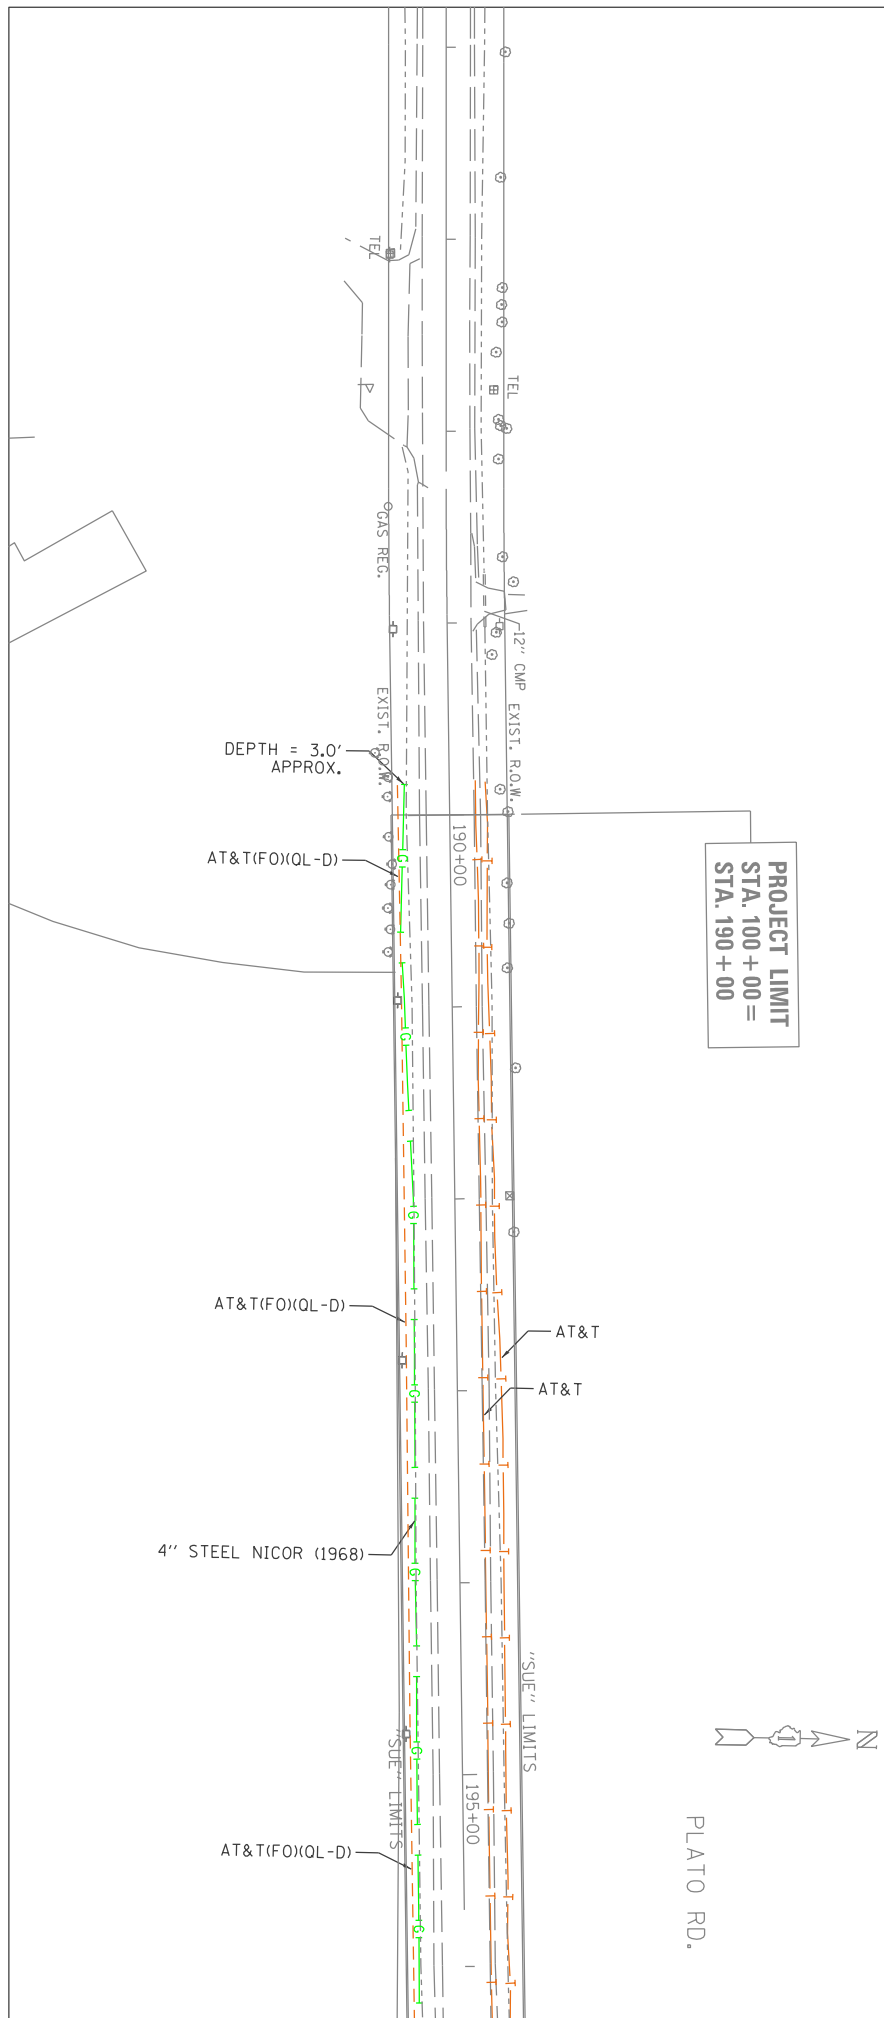 TEL
TEL
GAS REG.
12" CMP
EXIST. R.O.W.
EXIST. R.O.W.
DEPTH = 3.0'
APPROX.
190+00
AT&T(FO)(QL-D)
PROJECT LIMIT
STA. 100+00 =
STA. 190+00
G
G
G
AT&T(FO)(QL-D)
AT&T
AT&T
G
4" STEEL NICOR (1968)
G
"SUE" LIMITS
"SUE" LIMITS
N
1
G
195+00
PLATO RD.
AT&T(FO)(QL-D)
G